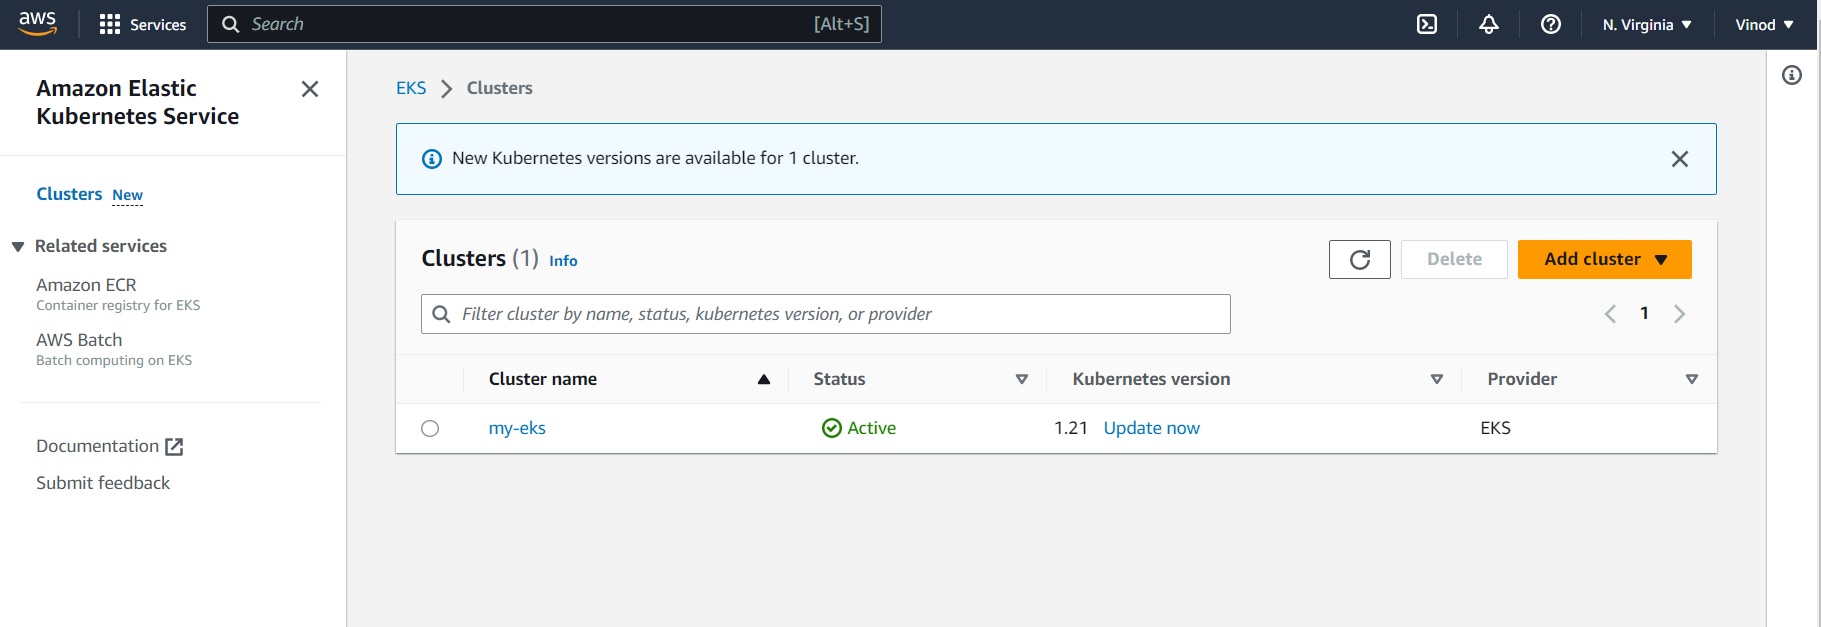 aws
Services
Search
[Alt+S]
N. Virginia
Vinod
Amazon Elastic
Kubernetes Service
Clusters New
Related services
Amazon ECR
Container registry for EKS
AWS Batch
Batch computing on EKS
Documentation
Submit feedback
EKS
Clusters
New Kubernetes versions are available for 1 cluster.
Clusters (1) Info
Delete
Add cluster
Filter cluster by name, status, kubernetes version, or provider
1
Cluster name
Status
Kubernetes version
Provider
my-eks
Active
1.21 Update now
EKS